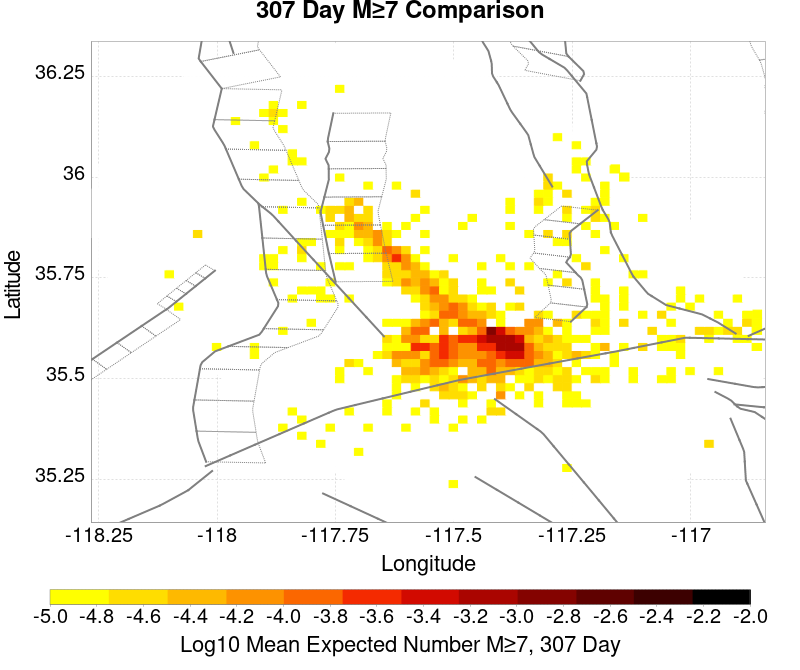 307 Day M≥7 Comparison
36.25
36
35.75
35.5
35.25
Latitude
-118.25 -118 -117.75 -117.5 -117.25 -117
Longitude
-5.0 -4.8 -4.6 -4.4 -4.2 -4.0 -3.8 -3.6 -3.4 -3.2 -3.0 -2.8 -2.6 -2.4 -2.2 -2.0
Log10 Mean Expected Number M≥7, 307 Day